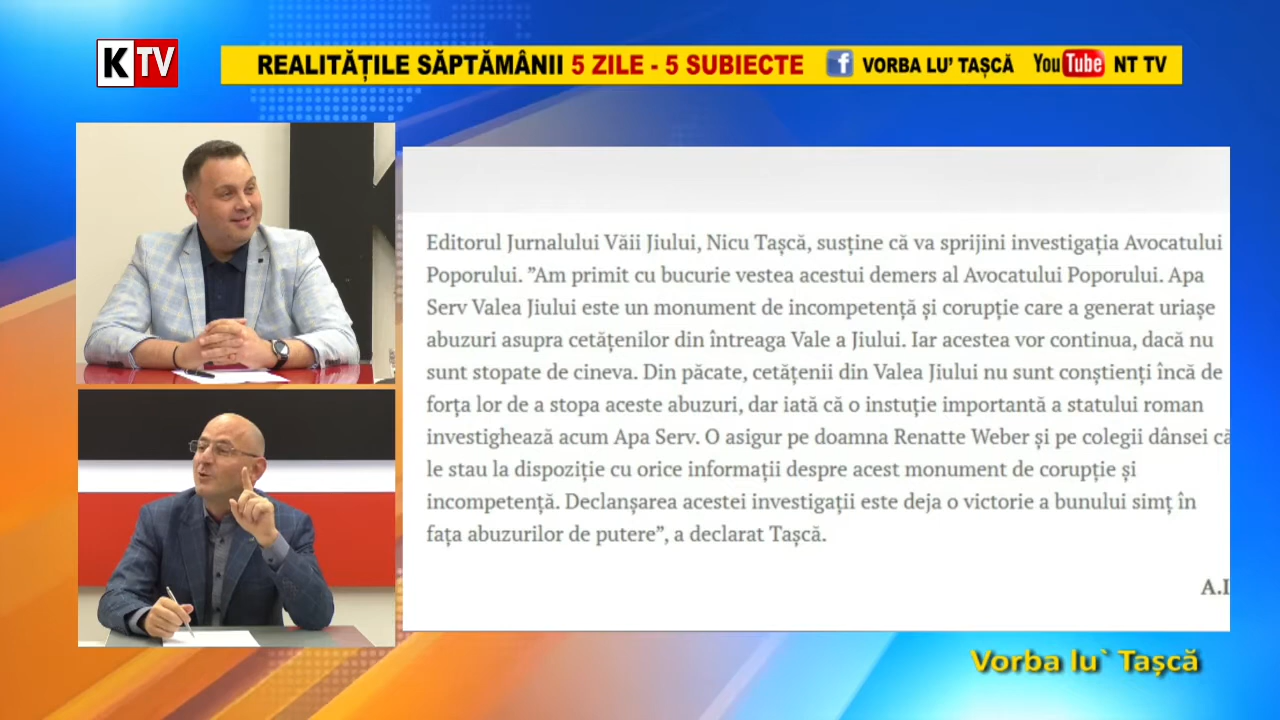 KTV
REALITĂȚILE SĂPTĂMÂNII 5 ZILE - 5 SUBIECTE f VORBA LU' TAȘCĂ YouTube NT TV
Editorul Jurnalului Văii Jiului, Nicu Tașcă, susține că va sprijini investigația Avocatului
Poporului. ”Am primit cu bucurie vestea acestui demers al Avocatului Poporului. Apa
Serv Valea Jiului este un monument de incompetență și corupție care a generat uriașe
abuzuri asupra cetățenilor din întreaga Vale a Jiului. Iar acestea vor continua, dacă nu
sunt stopate de cineva. Din păcate, cetățenii din Valea Jiului nu sunt conștienți încă de
forța lor de a stopa aceste abuzuri, dar iată că o instuție importantă a statului roman
investighează acum Apa Serv. O asigur pe doamna Renatte Weber și pe colegii dânsei că
le stau la dispoziție cu orice informații despre acest monument de corupție și
incompetență. Declanșarea acestei investigații este deja o victorie a bunului simț în
fața abuzurilor de putere”, a declarat Tașcă.
A.I
Vorba lu` Tașcă